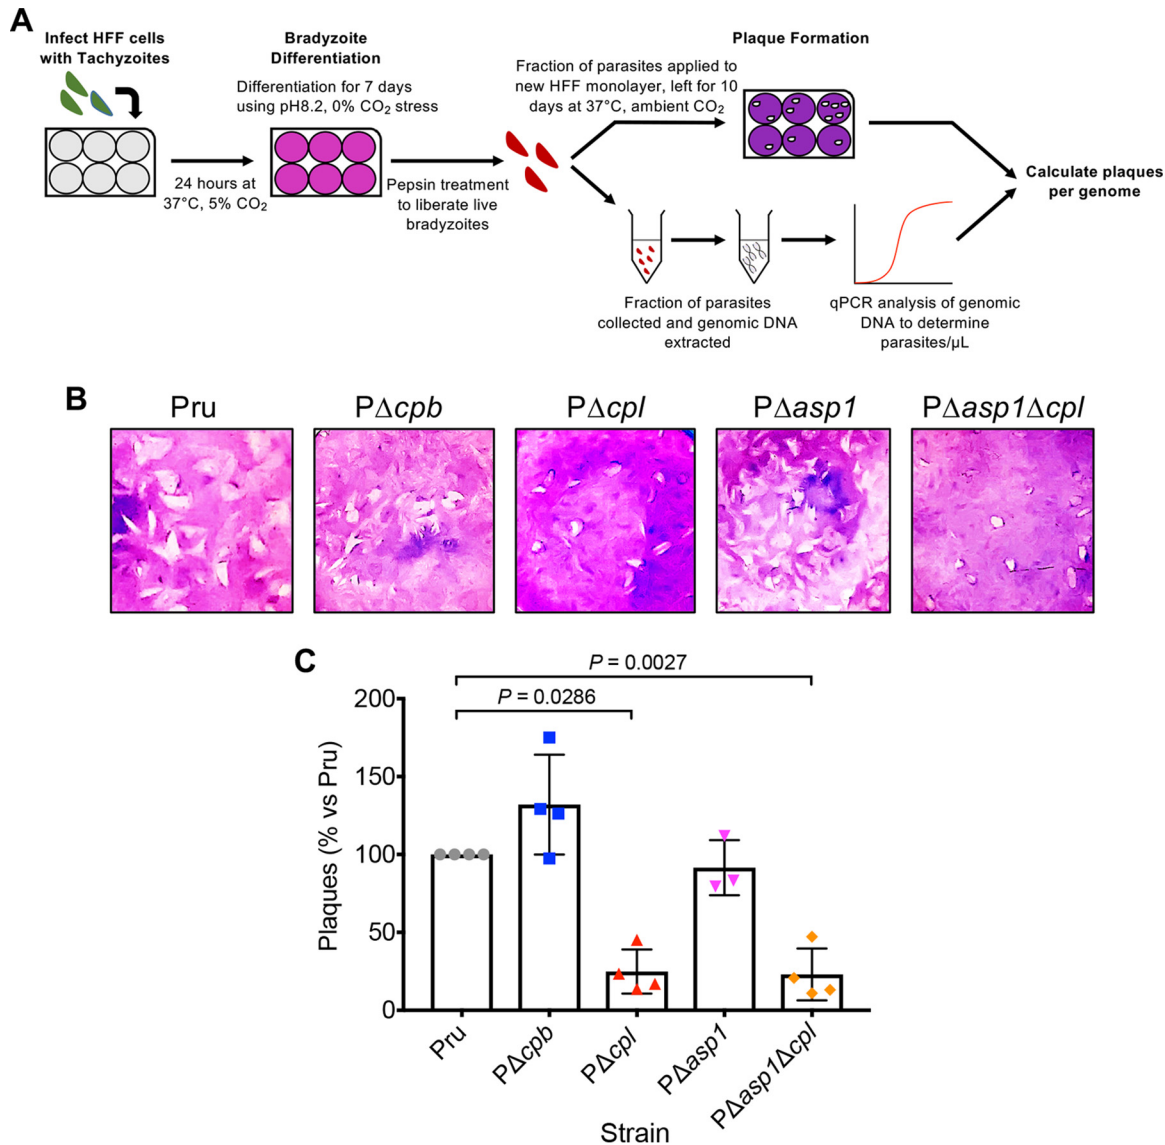 A
Infect HFF cells
with Tachyzoites
24 hours at
37°C, 5% CO₂
Bradyzoite
Differentiation
Differentiation for 7 days
using pH8.2, 0% CO₂ stress
Pepsin treatment
to liberate live
bradyzoites
Fraction of parasites applied to
new HFF monolayer, left for 10
days at 37°C, ambient CO₂
Plaque Formation
Fraction of parasites
collected and genomic DNA
extracted
qPCR analysis of genomic
DNA to determine
parasites/µL
Calculate plaques
per genome
B
Pru
PΔcpb
PΔcpl
PΔasp1
PΔasp1Δcpl
C
P = 0.0027
P = 0.0286
Plaques (% vs Pru)
200
150
100
50
0
Pru
PΔcpb
PΔcpl
PΔasp1
PΔasp1Δcpl
Strain